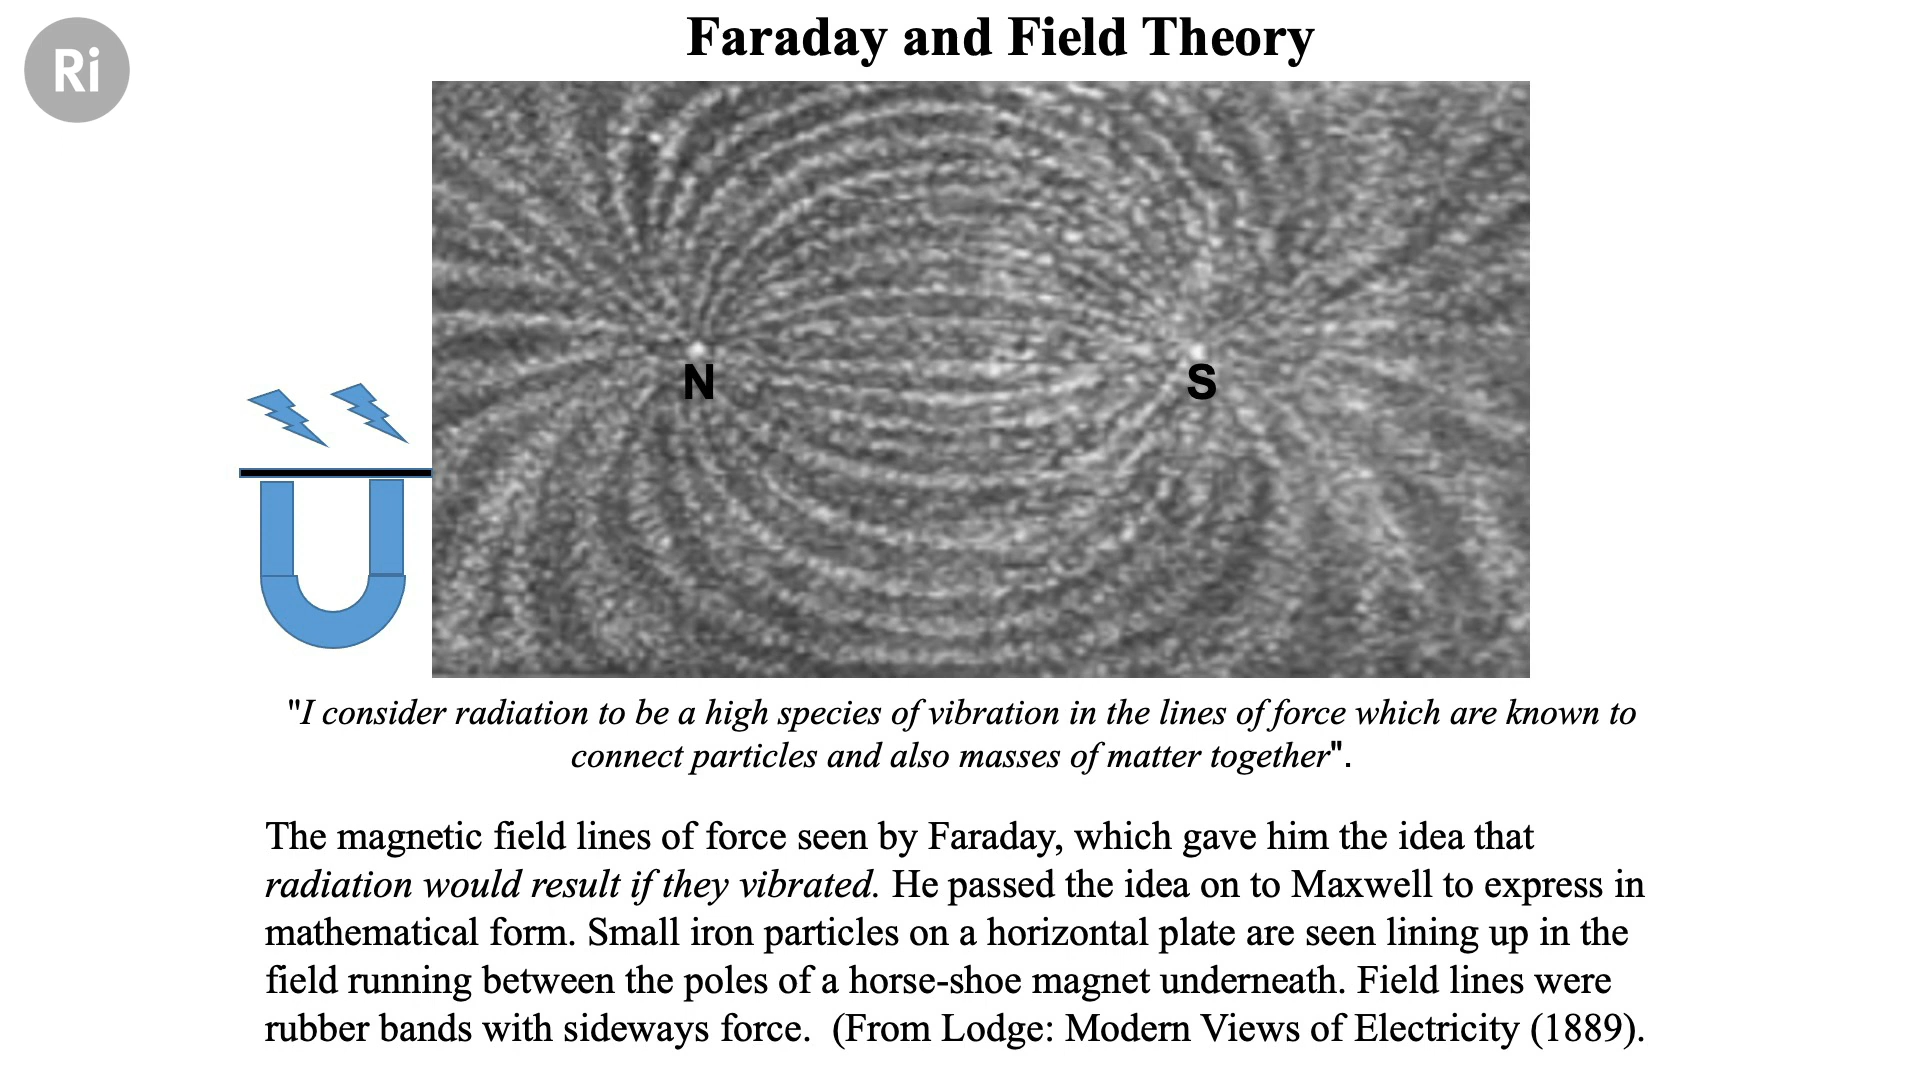 Ri
Faraday and Field Theory
N
S
"I consider radiation to be a high species of vibration in the lines of force which are known to
connect particles and also masses of matter together".
The magnetic field lines of force seen by Faraday, which gave him the idea that
radiation would result if they vibrated. He passed the idea on to Maxwell to express in
mathematical form. Small iron particles on a horizontal plate are seen lining up in the
field running between the poles of a horse-shoe magnet underneath. Field lines were
rubber bands with sideways force.  (From Lodge: Modern Views of Electricity (1889).